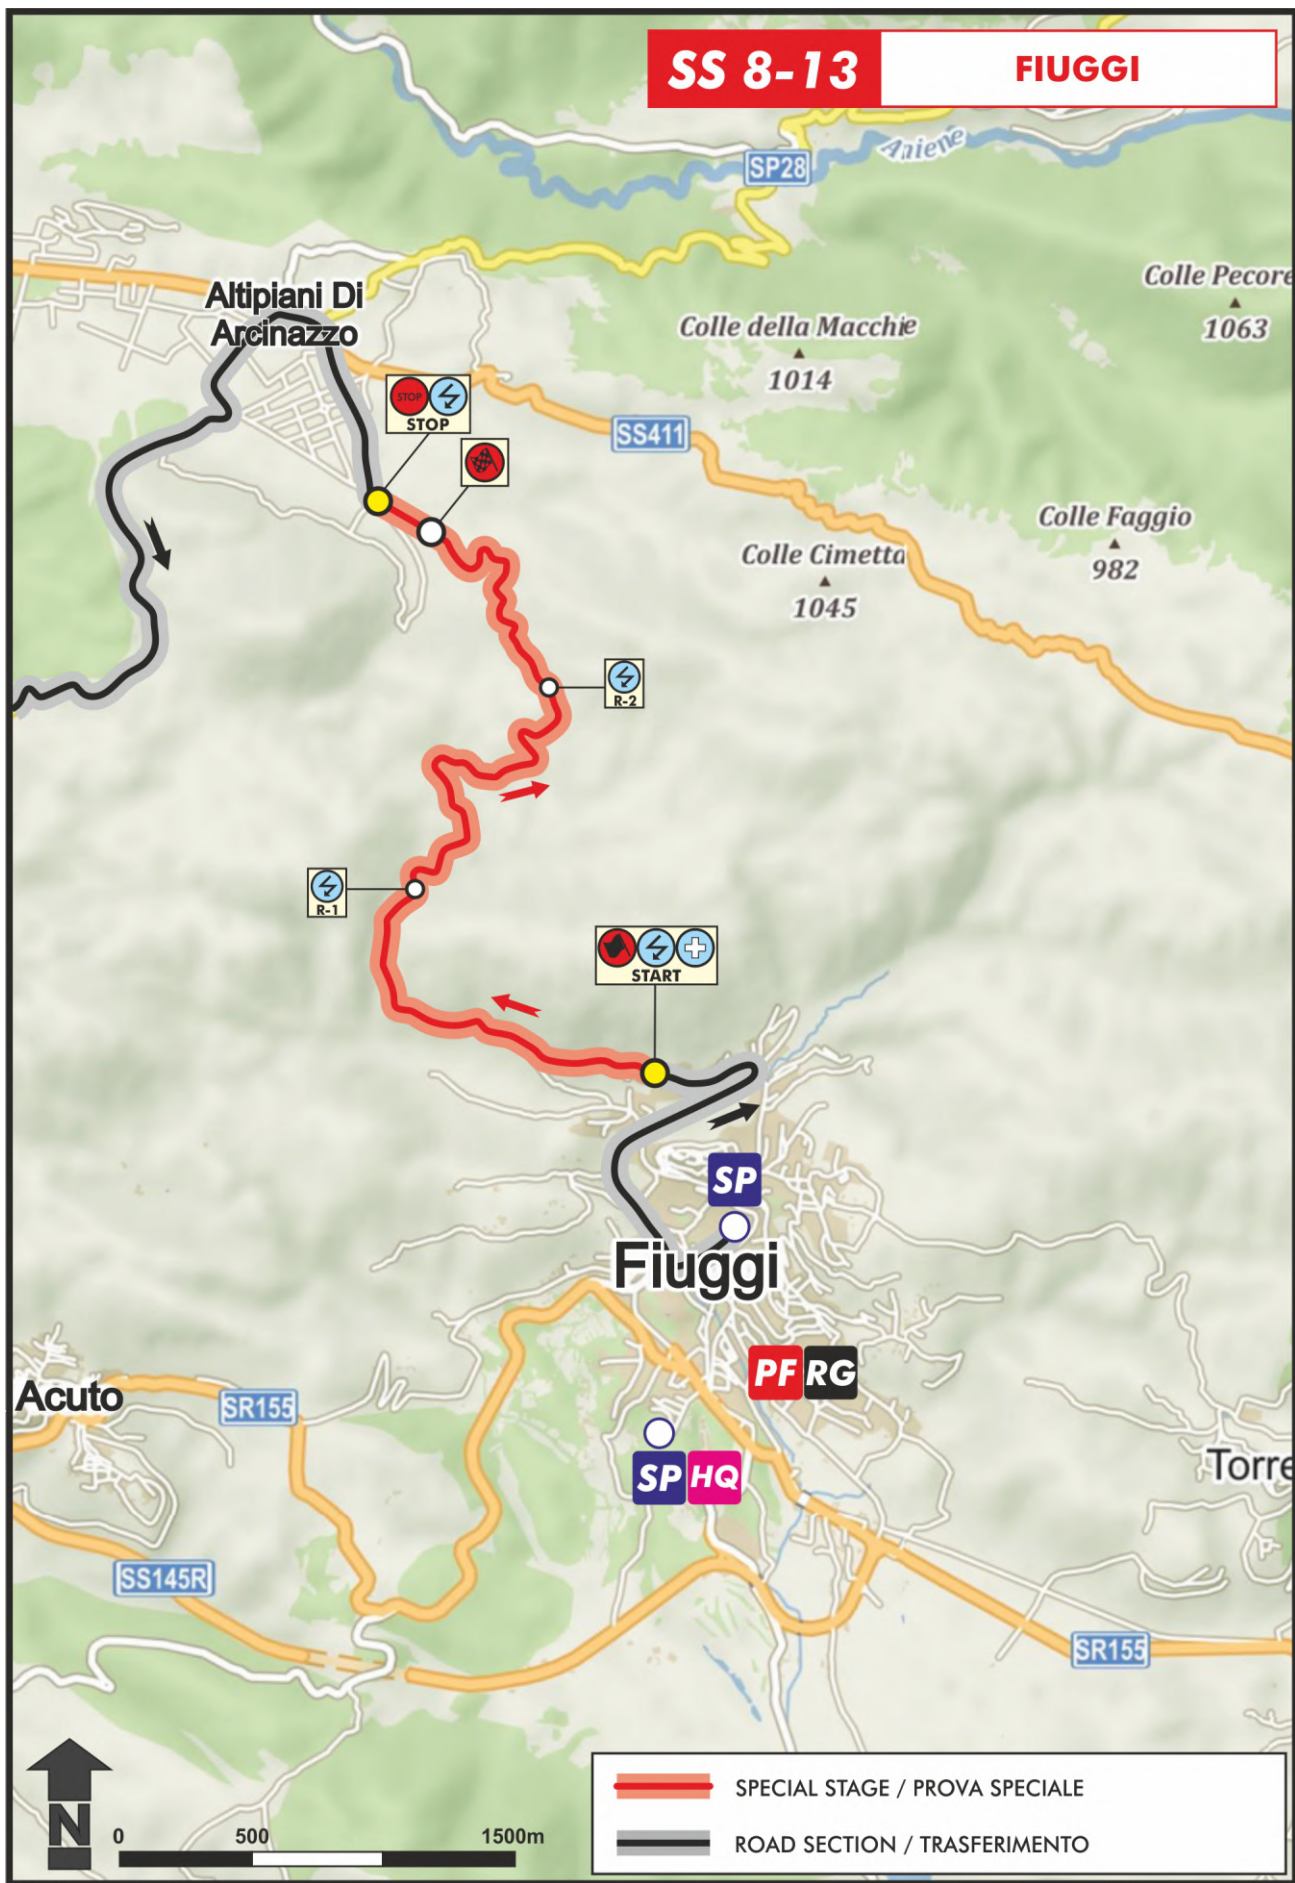 SS 8-13
FIUGGI
Aniene
SP28
Colle Pecore
1063
Altipiani Di
Arcinazzo
Colle della Macchie
1014
STOP
STOP
SS411
Colle Faggio
982
Colle Cimetta
1045
R-2
R-1
START
SP
Fiuggi
PF RG
Acuto
SR155
SP HQ
Torre
SS145R
SR155
N
0 500 1500m
SPECIAL STAGE / PROVA SPECIALE
ROAD SECTION / TRASFERIMENTO